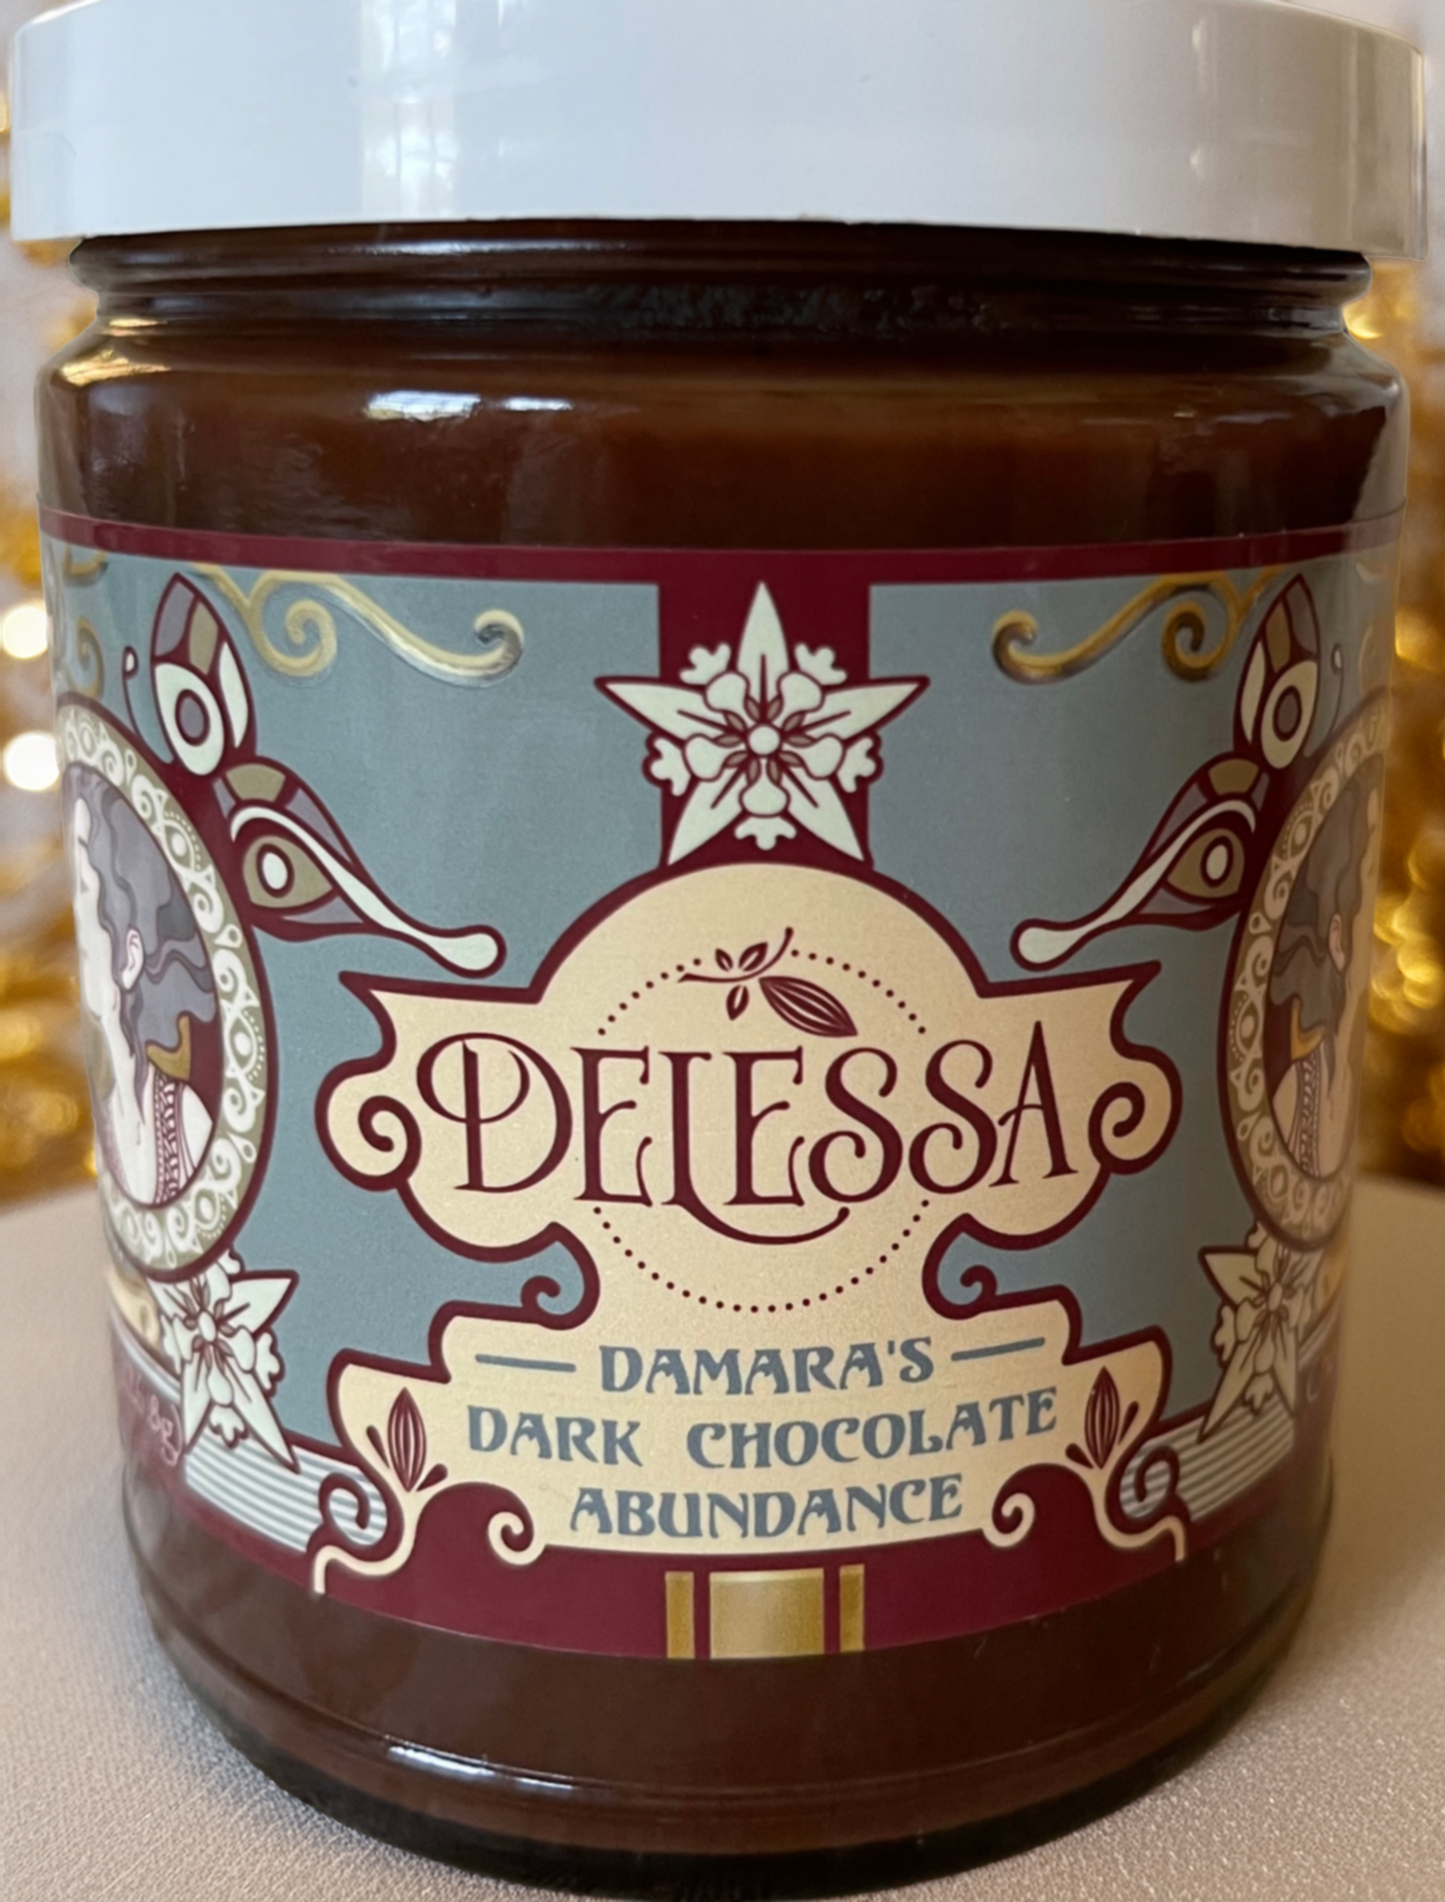 DELESSA
DAMARA'S
DARK CHOCOLATE
ABUNDANCE